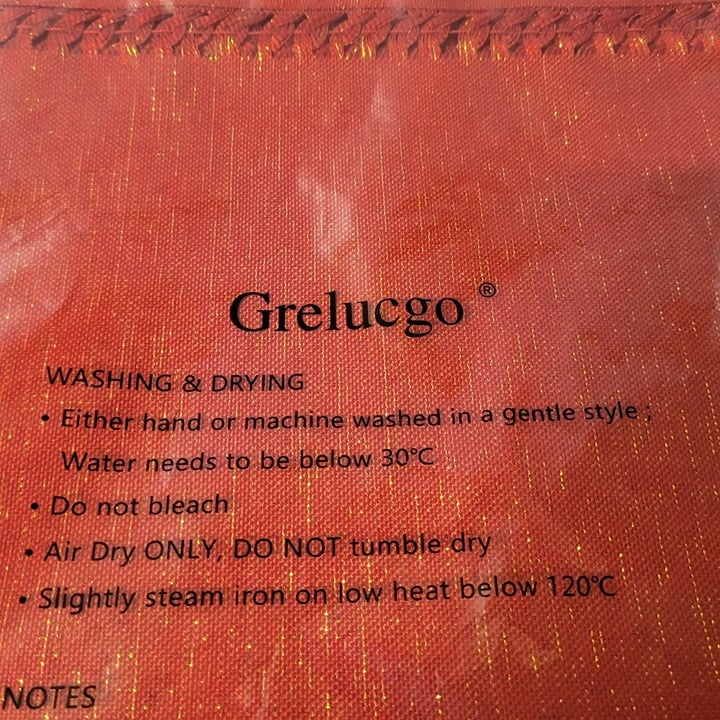 Grelucgo ®
WASHING & DRYING
• Either hand or machine washed in a gentle style ;
Water needs to be below 30℃
• Do not bleach
• Air Dry ONLY, DO NOT tumble dry
• Slightly steam iron on low heat below 120℃
NOTES